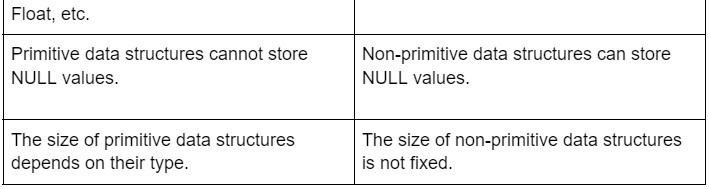 Float, etc.
Primitive data structures cannot store
NULL values.
Non-primitive data structures can store
NULL values.
The size of primitive data structures
depends on their type.
The size of non-primitive data structures
is not fixed.